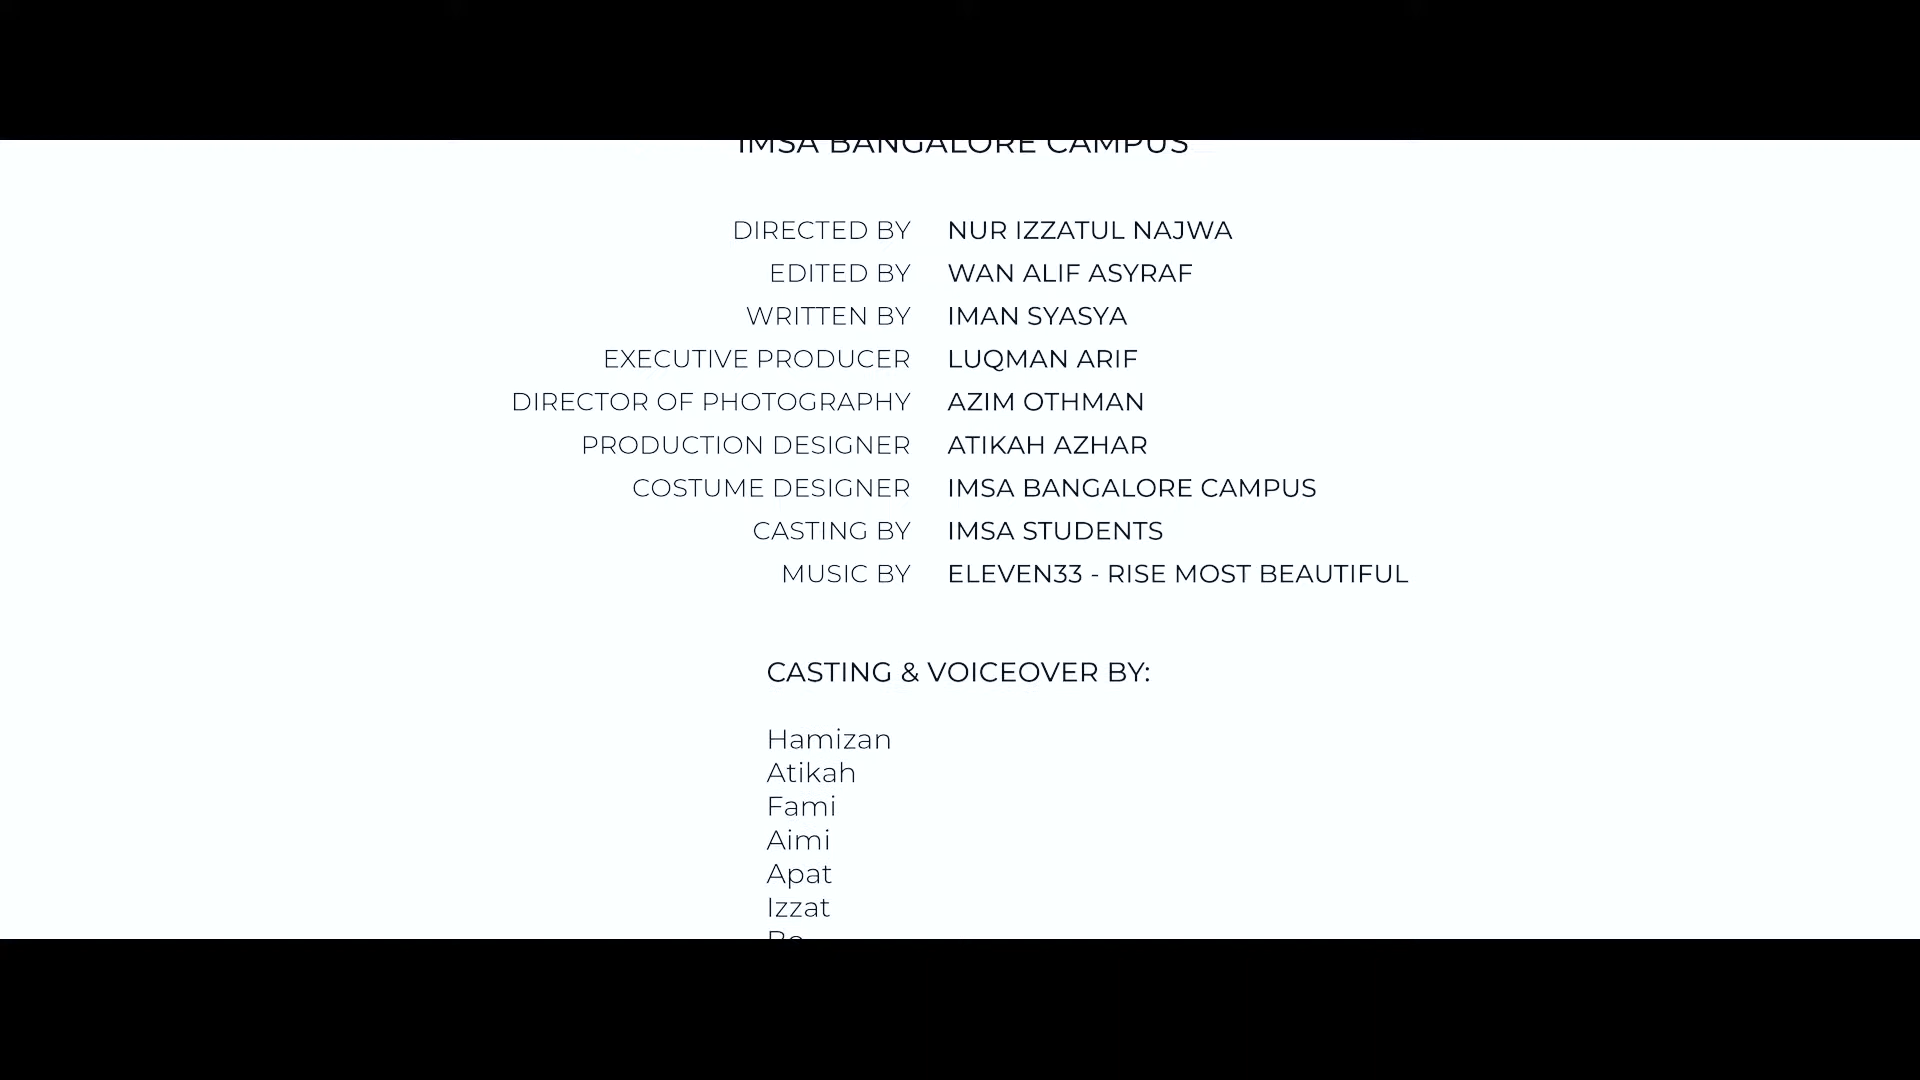 IMSA BANGALORE CAMPUS
DIRECTED BY NUR IZZATUL NAJWA
EDITED BY WAN ALIF ASYRAF
WRITTEN BY IMAN SYASYA
EXECUTIVE PRODUCER LUQMAN ARIF
DIRECTOR OF PHOTOGRAPHY AZIM OTHMAN
PRODUCTION DESIGNER ATIKAH AZHAR
COSTUME DESIGNER IMSA BANGALORE CAMPUS
CASTING BY IMSA STUDENTS
MUSIC BY ELEVEN33 - RISE MOST BEAUTIFUL
CASTING & VOICEOVER BY:
Hamizan
Atikah
Fami
Aimi
Apat
Izzat